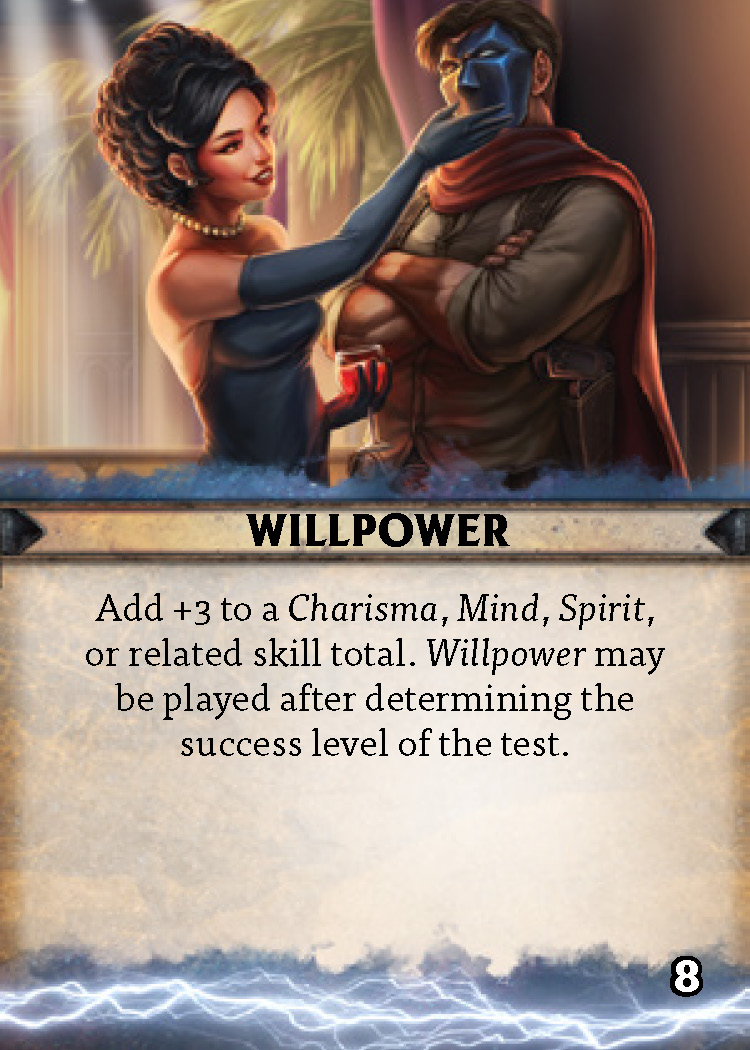 WILLPOWER
Add +3 to a Charisma, Mind, Spirit,
or related skill total. Willpower may
be played after determining the
success level of the test.
8